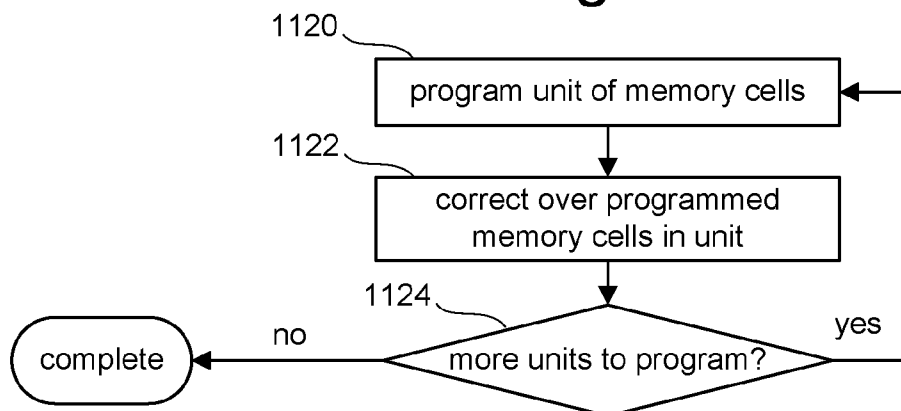 1120
program unit of memory cells
1122
correct over programmed
memory cells in unit
1124
no
yes
complete
more units to program?